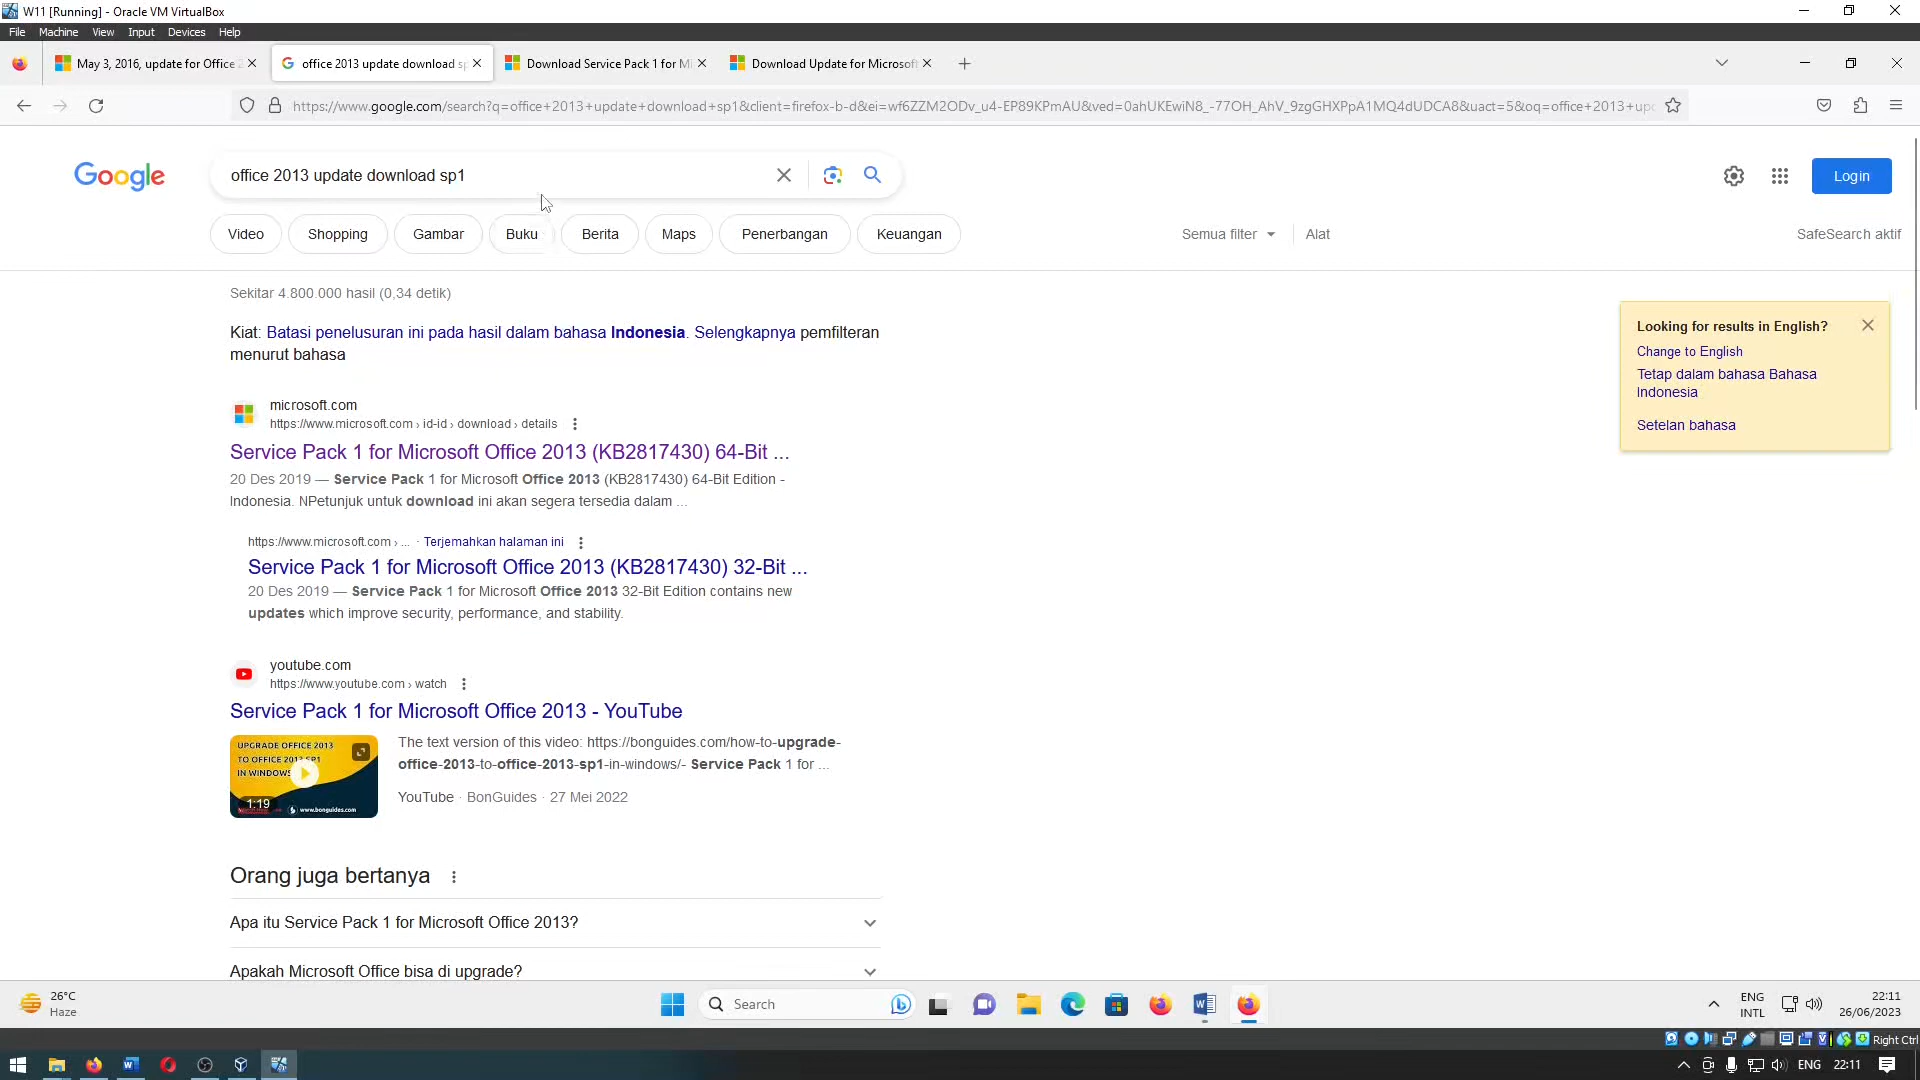 W11 [Running] - Oracle VM VirtualBox
File Machine View Input Devices Help
May 3, 2016, update for Office 2
office 2013 update download sp
Download Service Pack 1 for Mi
Download Update for Microsoft
https://www.google.com/search?q=office+2013+update+download+sp1&client=firefox-b-d&ei=wf6ZZM2ODv_u4-EP89KPmAU&ved=0ahUKEwiN8_-77OH_AhV_9zgGHXPpA1MQ4dUDCA8&uact=5&oq=office+2013+up
Google
office 2013 update download sp1
Login
Video Shopping Gambar Buku Berita Maps Penerbangan Keuangan
Semua filter Alat
SafeSearch aktif
Sekitar 4.800.000 hasil (0,34 detik)
Kiat: Batasi penelusuran ini pada hasil dalam bahasa Indonesia. Selengkapnya pemfilteran
menurut bahasa
Looking for results in English?
Change to English
Tetap dalam bahasa Bahasa
Indonesia
Setelan bahasa
microsoft.com
https://www.microsoft.com › id-id › download › details
Service Pack 1 for Microsoft Office 2013 (KB2817430) 64-Bit ...
20 Des 2019 — Service Pack 1 for Microsoft Office 2013 (KB2817430) 64-Bit Edition -
Indonesia. NPetunjuk untuk download ini akan segera tersedia dalam ...
https://www.microsoft.com › ... · Terjemahkan halaman ini
Service Pack 1 for Microsoft Office 2013 (KB2817430) 32-Bit ...
20 Des 2019 — Service Pack 1 for Microsoft Office 2013 32-Bit Edition contains new
updates which improve security, performance, and stability.
youtube.com
https://www.youtube.com › watch
Service Pack 1 for Microsoft Office 2013 - YouTube
UPGRADE OFFICE 2013
TO OFFICE 2013 SP1
IN WINDOWS
1:19
www.bonguides.com
The text version of this video: https://bonguides.com/how-to-upgrade-
office-2013-to-office-2013-sp1-in-windows/- Service Pack 1 for ...
YouTube · BonGuides · 27 Mei 2022
Orang juga bertanya
Apa itu Service Pack 1 for Microsoft Office 2013?
Apakah Microsoft Office bisa di upgrade?
26°C
Haze
Search
ENG
INTL
22:11
26/06/2023
Right Ctrl
ENG 22:11